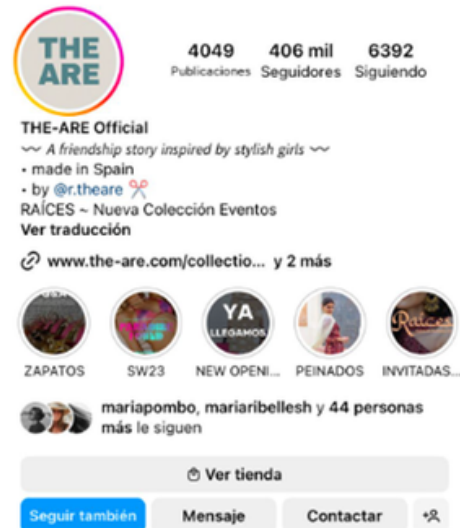 THE
ARE
4049 406 mil 6392
Publicaciones Seguidores Siguiendo
THE-ARE Official
〰 A friendship story inspired by stylish girls 〰
• made in Spain
• by @r.theare ✂️
RAÍCES ~ Nueva Colección Eventos
Ver traducción
www.the-are.com/collectio... y 2 más
YA
LLEGAMOS
Raíces
ZAPATOS SW23 NEW OPENI... PEINADOS INVITADAS...
mariapombo, mariaribellesh y 44 personas
más le siguen
Ver tienda
Seguir también Mensaje Contactar